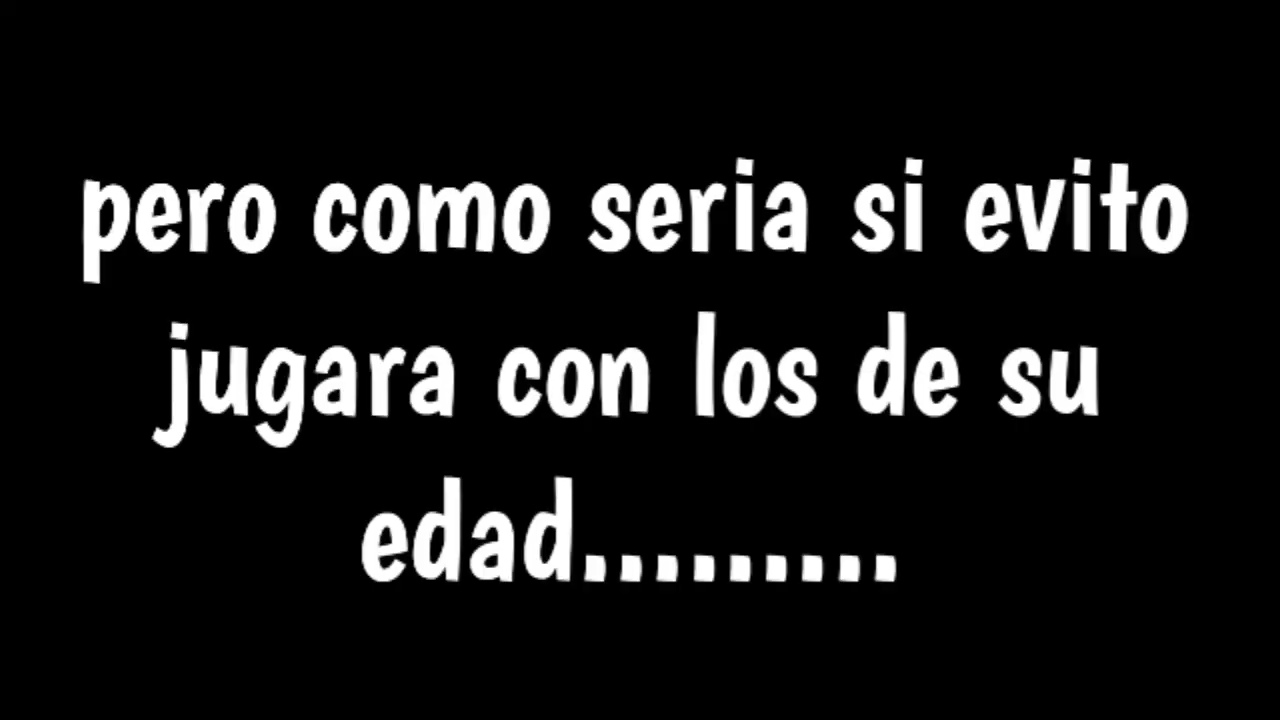 pero como seria si evito
jugara con los de su
edad.........